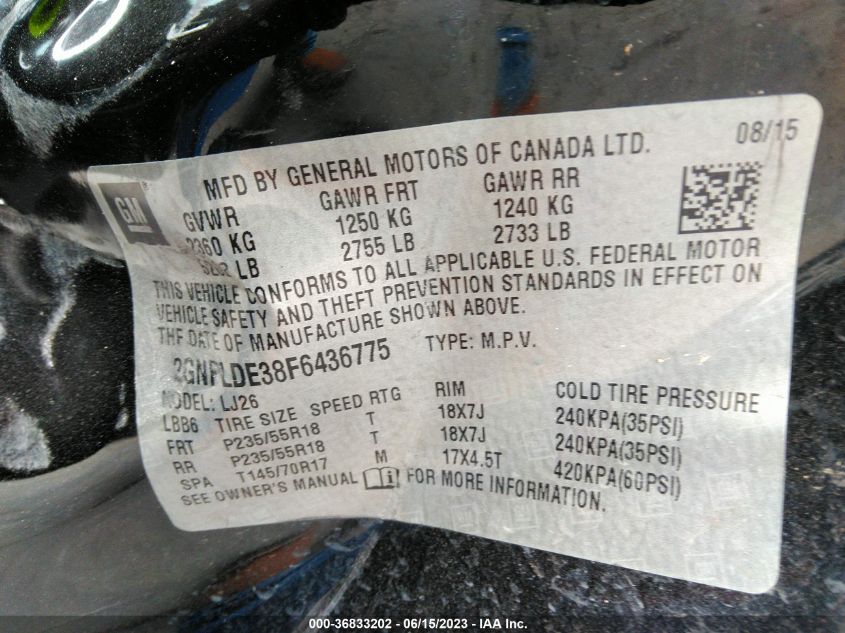 GM
MFD BY GENERAL MOTORS OF CANADA LTD. 08/15
GVWR GAWR FRT GAWR RR
2360 KG 1250 KG 1240 KG
LB 2755 LB 2733 LB
THIS VEHICLE CONFORMS TO ALL APPLICABLE U.S. FEDERAL MOTOR
VEHICLE SAFETY AND THEFT PREVENTION STANDARDS IN EFFECT ON
THE DATE OF MANUFACTURE SHOWN ABOVE.
2GNFLDE38F6436775 TYPE: M.P.V.
MODEL: LJ26
LBB6 TIRE SIZE SPEED RTG RIM COLD TIRE PRESSURE
FRT P235/55R18 T 18X7J 240KPA(35PSI)
RR P235/55R18 T 18X7J 240KPA(35PSI)
SPA T145/70R17 M 17X4.5T 420KPA(60PSI)
SEE OWNER'S MANUAL FOR MORE INFORMATION.
000-36833202 - 06/15/2023 - IAA Inc.